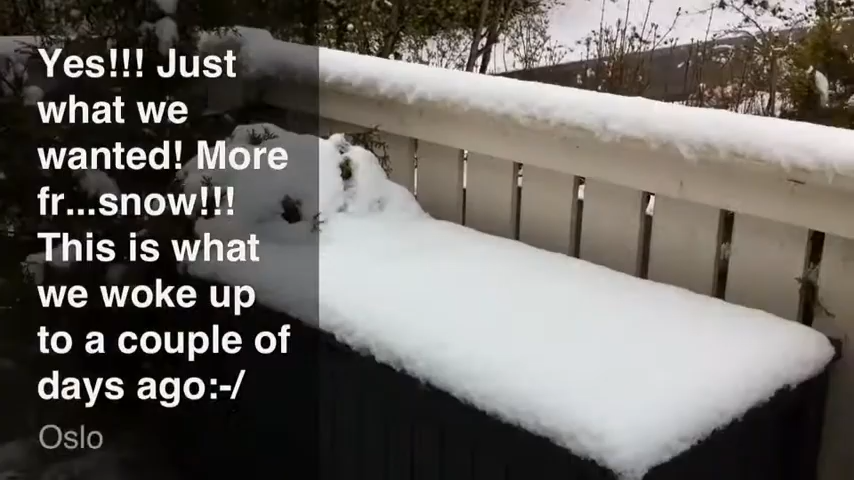 Yes!!! Just
what we
wanted! More
fr...snow!!!
This is what
we woke up
to a couple of
days ago:-/
Oslo